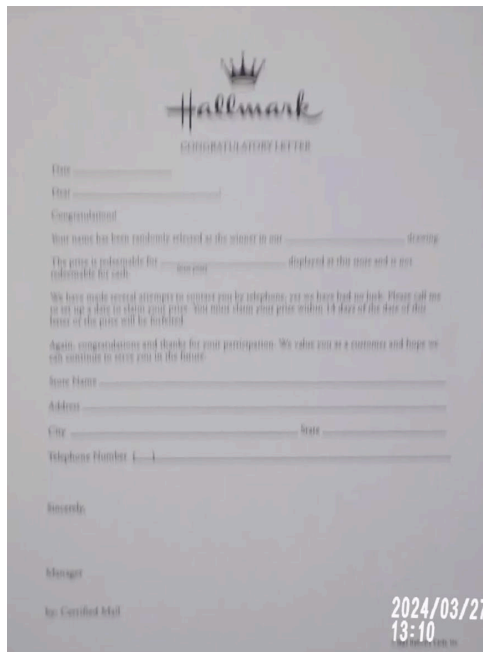 Hallmark
CONGRATULATORY LETTER
Date
Dear
Congratulations!
Your name has been randomly selected as the winner in our drawing.
The prize is redeemable for displayed at this store and is not
redeemable for cash.
We have made several attempts to contact you by telephone, yet we have had no luck. Please call me
to set up a date to claim your prize. You must claim your prize within 14 days of the date of this
letter or the prize will be forfeited.
Again, congratulations and thanks for your participation. We value you as a customer and hope we
can continue to serve you in the future.
Store Name
Address
City State
Telephone Number (   )
Sincerely,
Manager
by: Certified Mail
2024/03/27
13:10